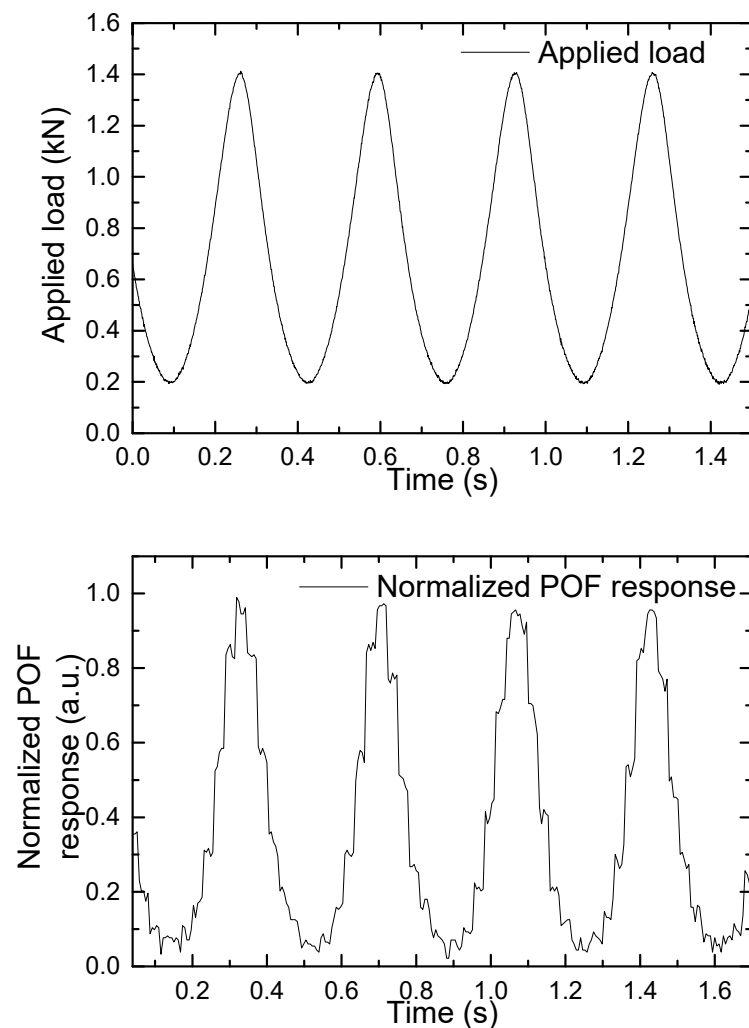 1.6
Applied load
1.4
1.2
1.0
0.8
0.6
0.4
0.2
0.0
Applied load (kN)
0.0 0.2 0.4 0.6 0.8 1.0 1.2 1.4
Time (s)
Normalized POF response
1.0
0.8
0.6
0.4
0.2
0.0
Normalized POF
response (a.u.)
0.2 0.4 0.6 0.8 1.0 1.2 1.4 1.6
Time (s)